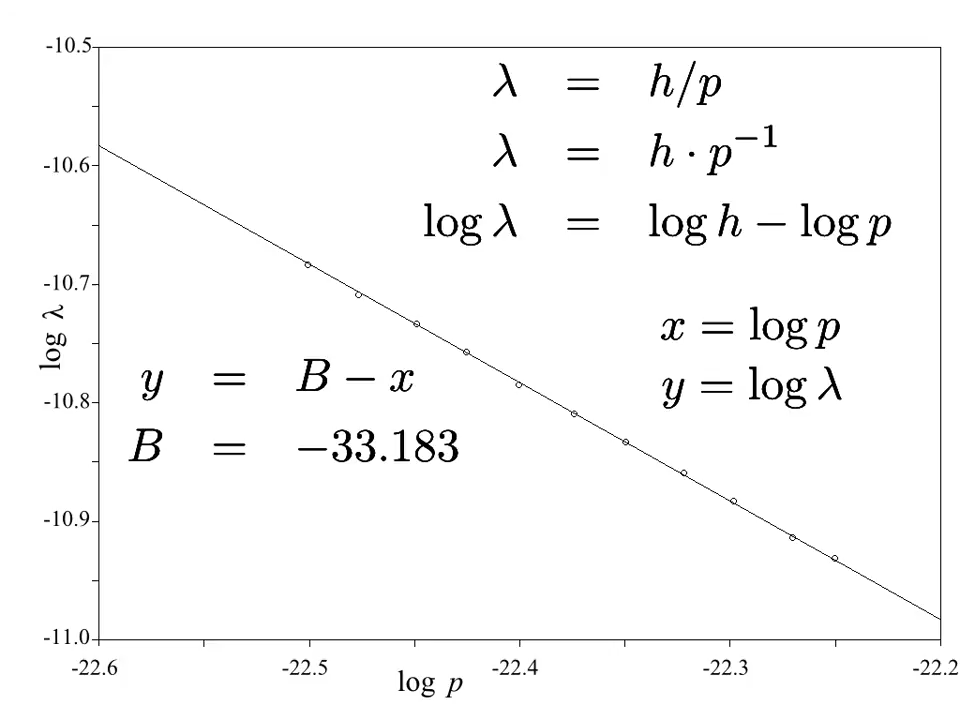 -10.5
λ = h/p
λ = h · p⁻¹
-10.6
log λ = log h − log p
-10.7
x = log p
log λ
y = B − x
y = log λ
-10.8
B = −33.183
-10.9
-11.0
-22.6 -22.5 -22.4 -22.3 -22.2
log p